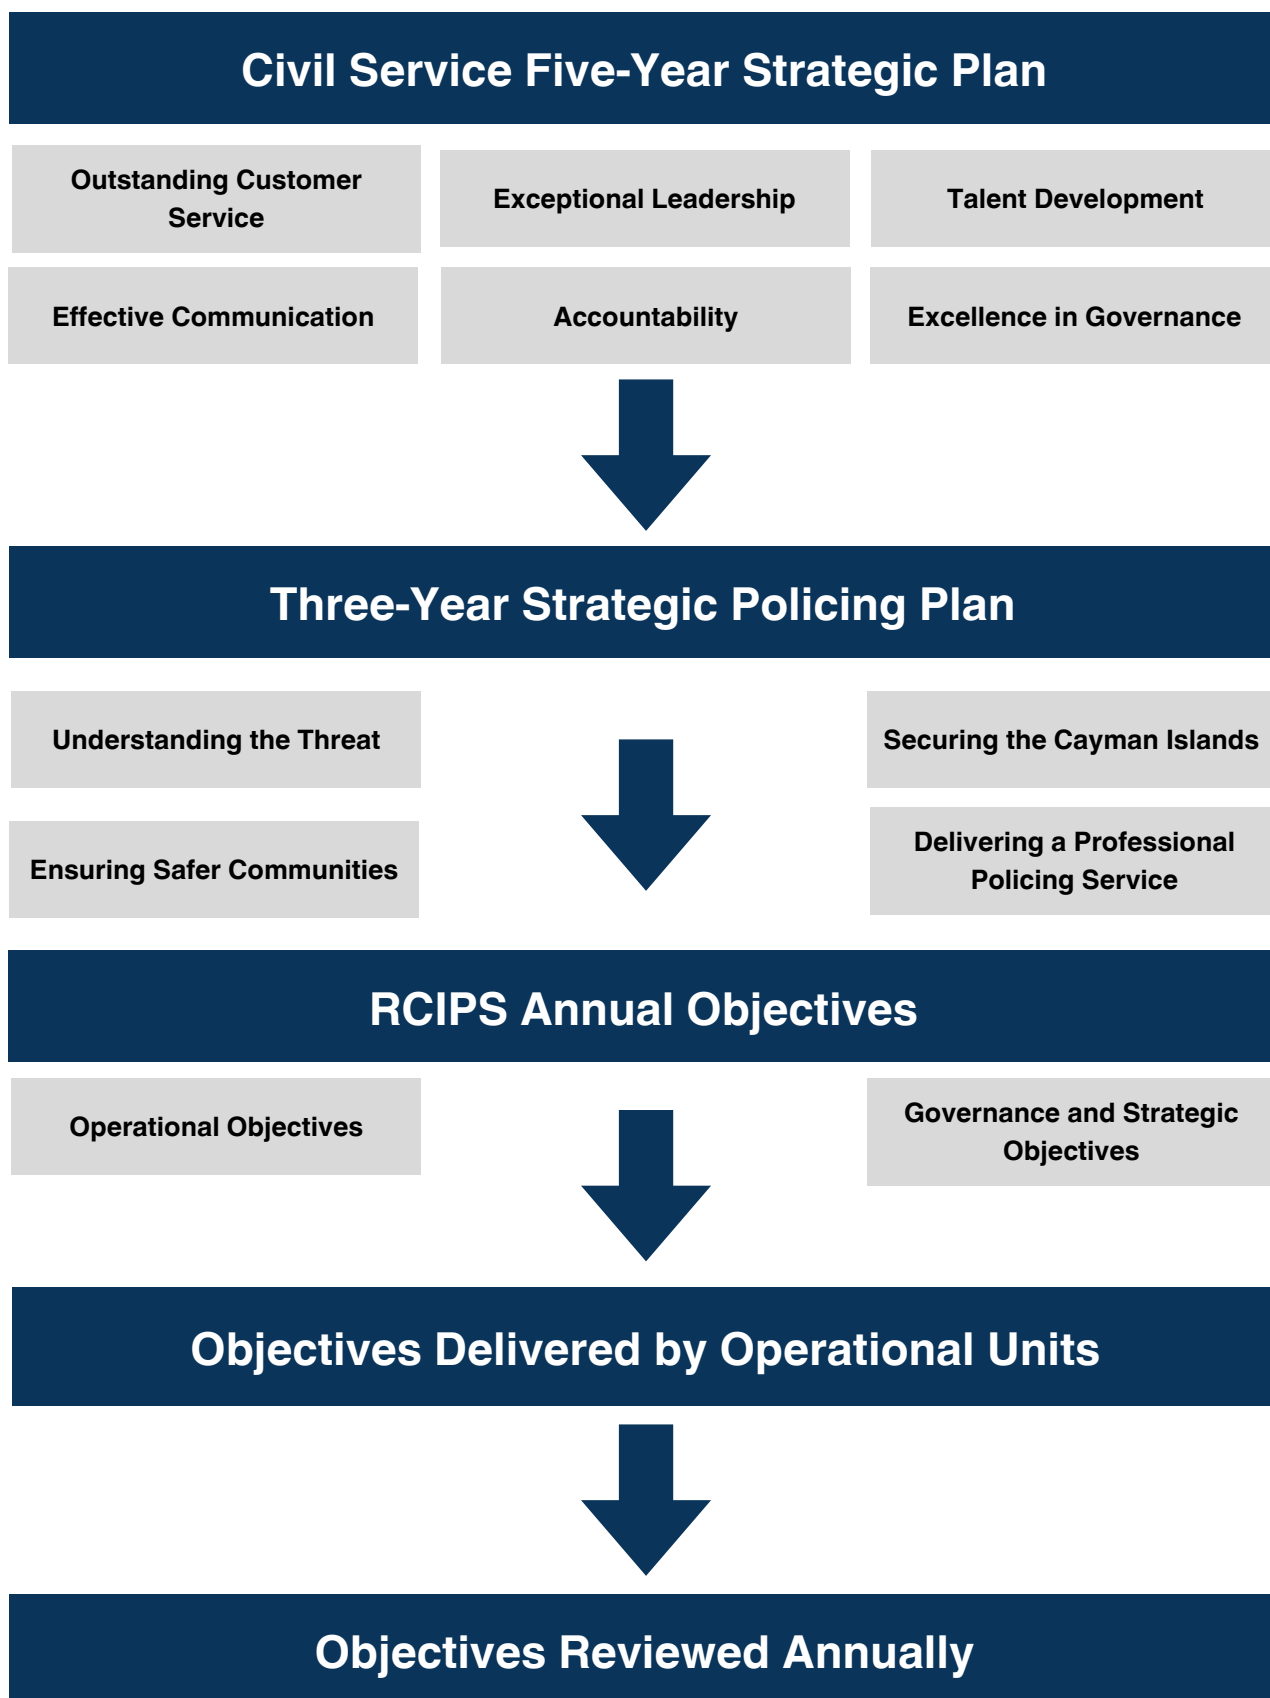 Civil Service Five-Year Strategic Plan
Outstanding Customer
Service
Exceptional Leadership
Talent Development
Effective Communication
Accountability
Excellence in Governance
Three-Year Strategic Policing Plan
Understanding the Threat
Securing the Cayman Islands
Ensuring Safer Communities
Delivering a Professional
Policing Service
RCIPS Annual Objectives
Operational Objectives
Governance and Strategic
Objectives
Objectives Delivered by Operational Units
Objectives Reviewed Annually